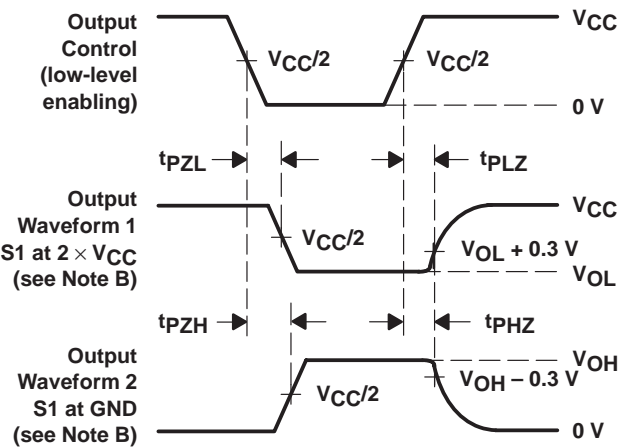 Output
Control
(low-level
enabling)
VCC/2
VCC/2
VCC
0 V
tPZL
tPLZ
Output
Waveform 1
S1 at 2 × VCC
(see Note B)
VCC/2
VCC
VOL + 0.3 V
VOL
tPZH
tPHZ
Output
Waveform 2
S1 at GND
(see Note B)
VCC/2
VOH
VOH − 0.3 V
0 V